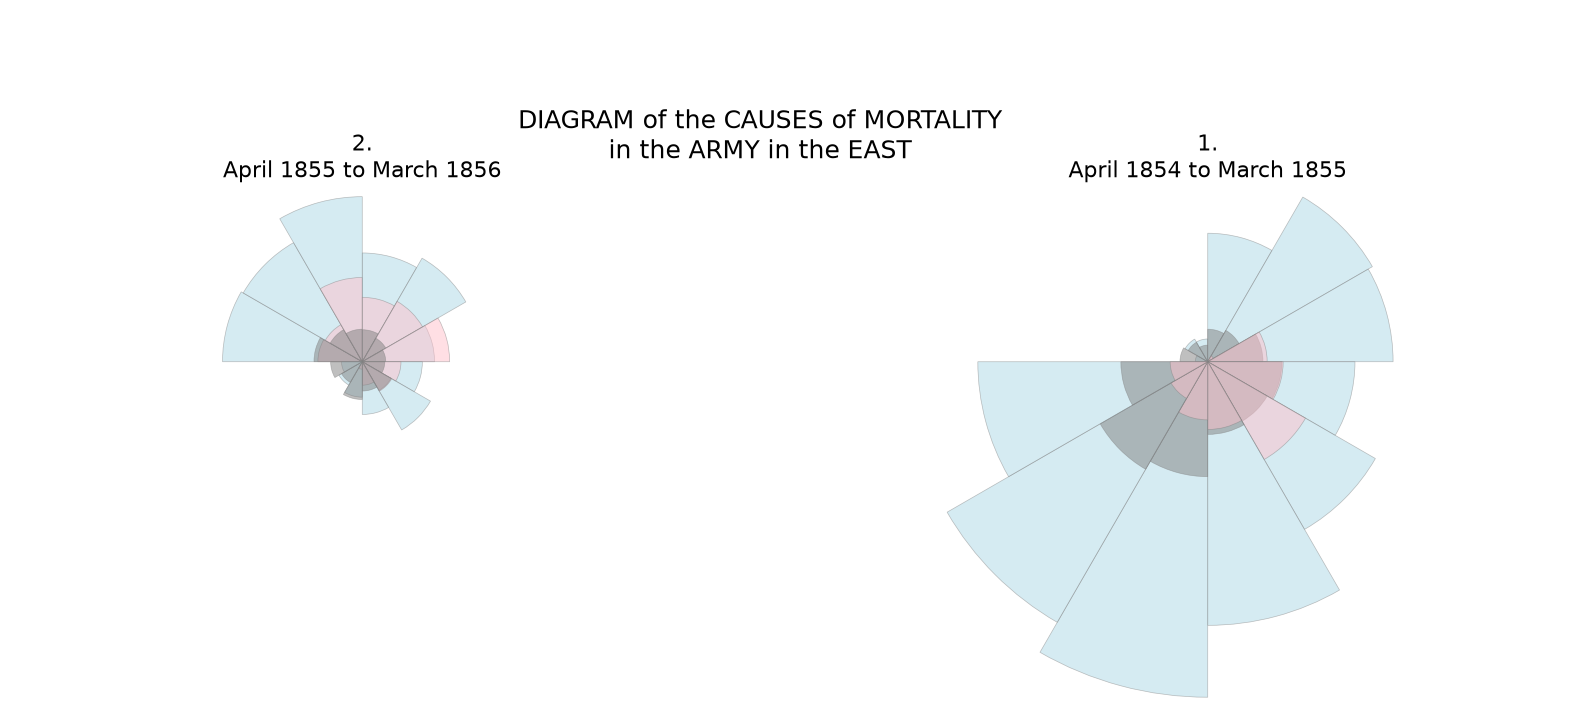 DIAGRAM of the CAUSES of MORTALITY
in the ARMY in the EAST
2.
April 1855 to March 1856
1.
April 1854 to March 1855